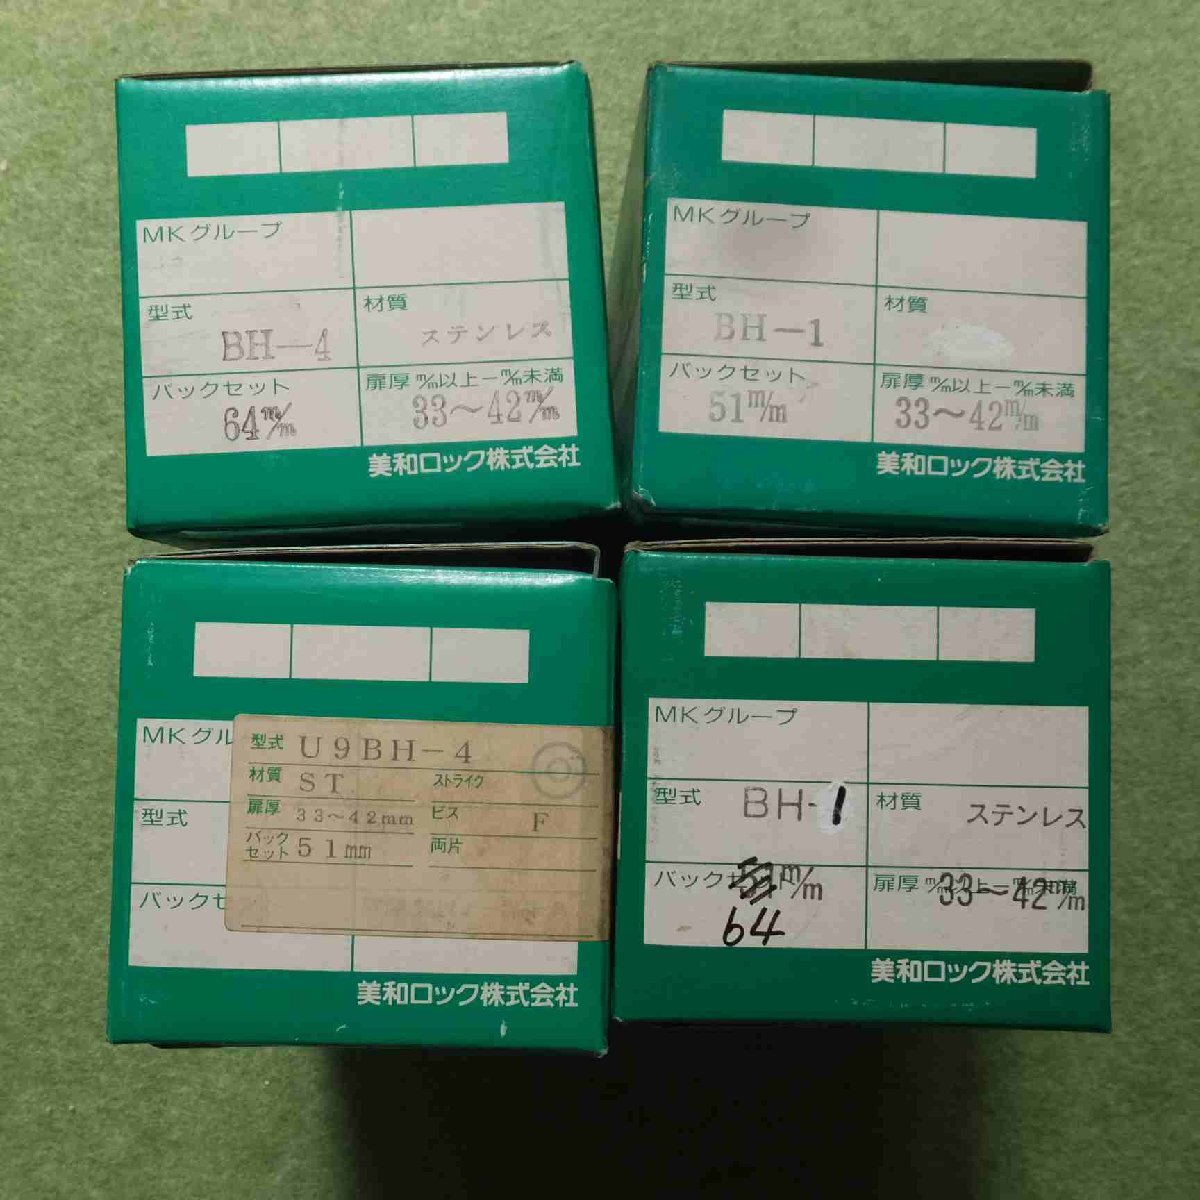 MKグループ
型式 BH-4
材質 ステンレス
バックセット 64m/m
扉厚 m/m以上-m/m未満 33~42m/m
美和ロック株式会社
MKグループ
型式 BH-1
材質
バックセット 51m/m
扉厚 m/m以上-m/m未満 33~42m/m
美和ロック株式会社
MKグル
型式
バックセ
型式 U9BH-4
材質 ST
ストライク
扉厚 33~42mm
ビス F
バックセット 51mm
両片
美和ロック株式会社
MKグループ
型式 BH-1
材質 ステンレス
バックセ m/m
64
扉厚 33-42m/m
美和ロック株式会社